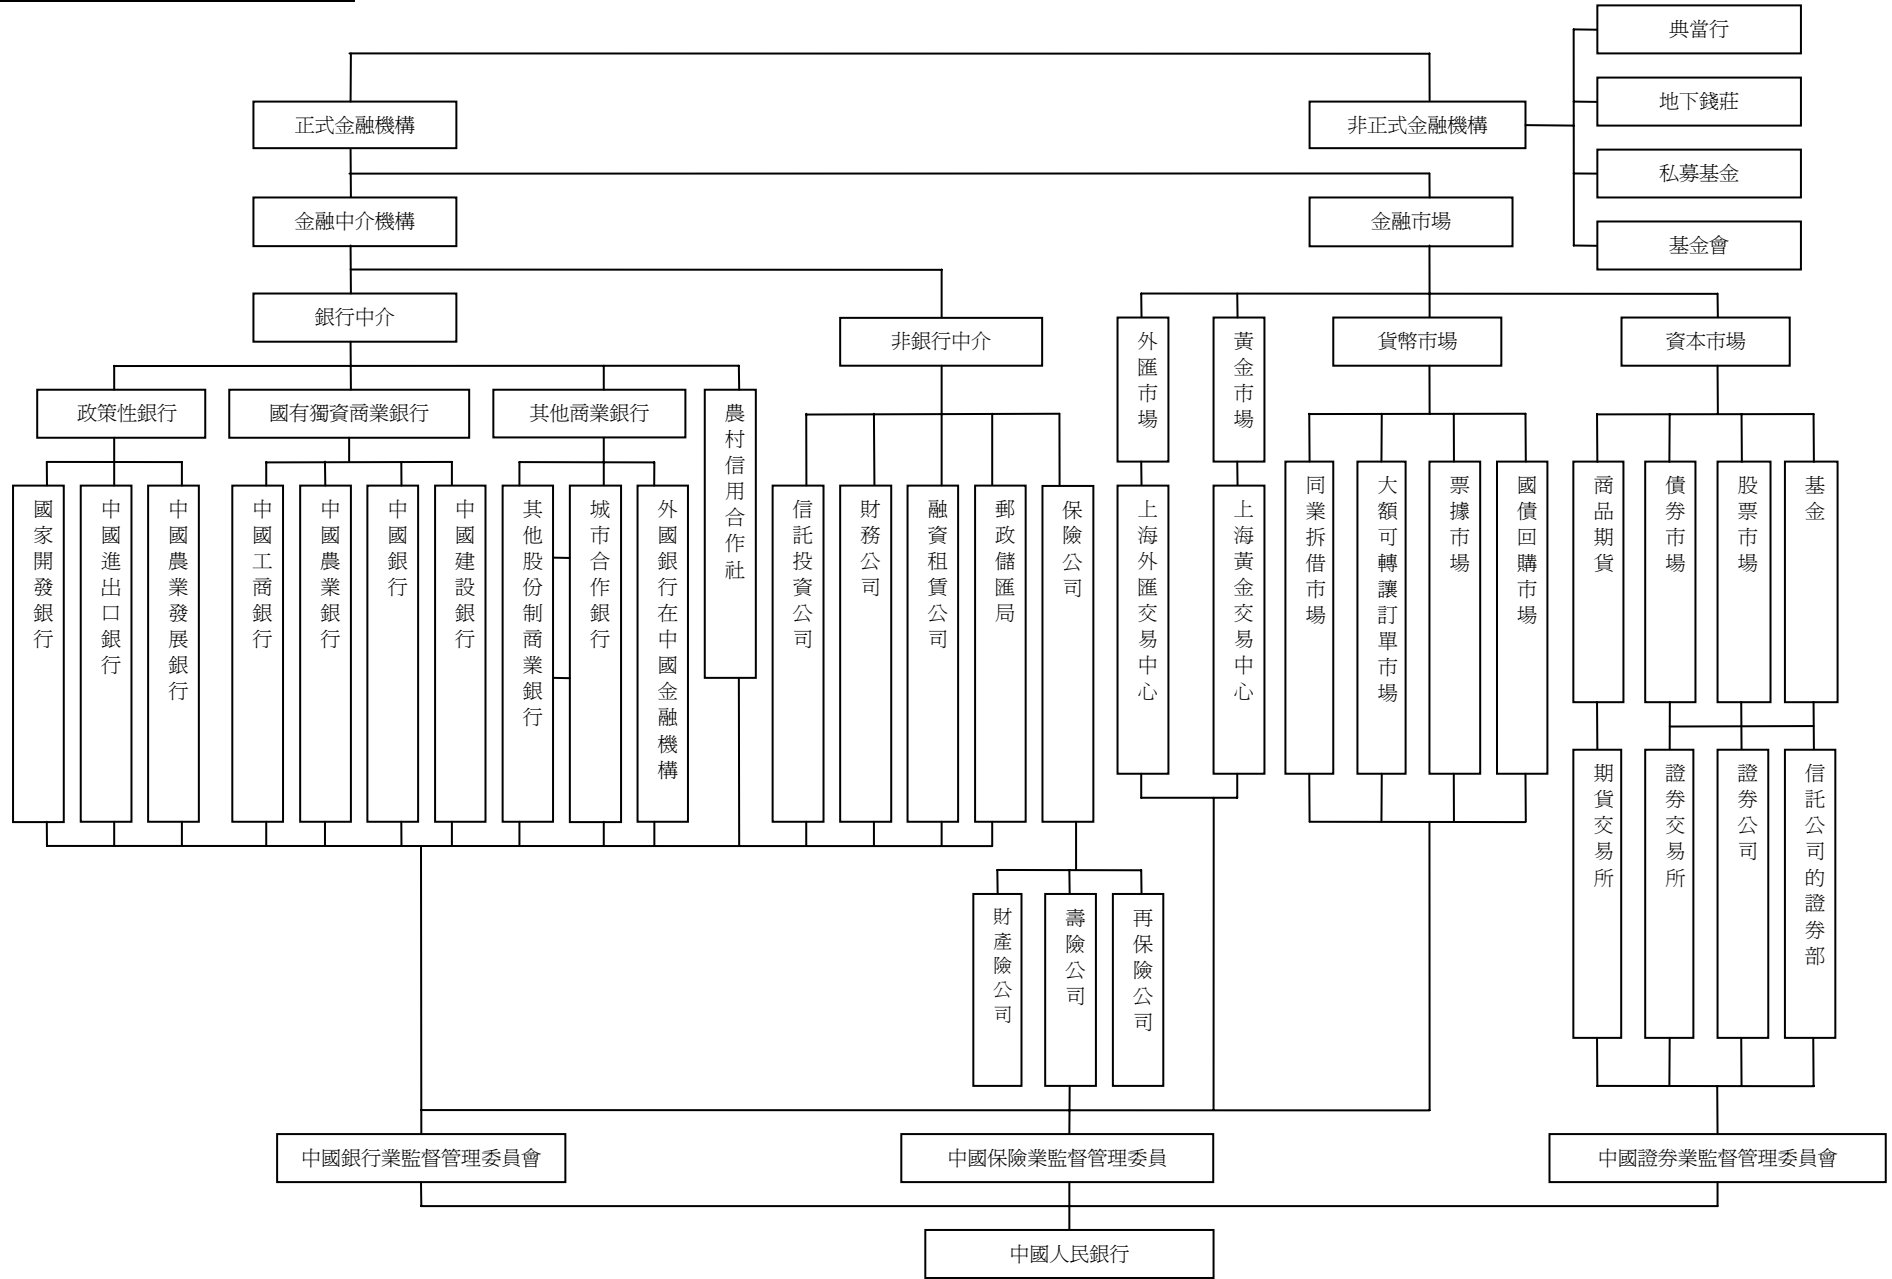 典當行
地下錢莊
正式金融機構
非正式金融機構
私募基金
金融中介機構
金融市場
基金會
銀行中介
非銀行中介
外匯市場
黃金市場
貨幣市場
資本市場
政策性銀行
國有獨資商業銀行
其他商業銀行
農村信用合作社
國家開發銀行
中國進出口銀行
中國農業發展銀行
中國工商銀行
中國農業銀行
中國銀行
中國建設銀行
其他股份制商業銀行
城市合作銀行
外國銀行在中國金融機構
信託投資公司
財務公司
融資租賃公司
郵政儲匯局
保險公司
上海外匯交易中心
上海黃金交易中心
同業拆借市場
大額可轉讓訂單市場
票據市場
國債回購市場
商品期貨
債券市場
股票市場
基金
期貨交易所
證券交易所
證券公司
信託公司的證券部
財產險公司
壽險公司
再保險公司
中國銀行業監督管理委員會
中國保險業監督管理委員
中國證券業監督管理委員會
中國人民銀行